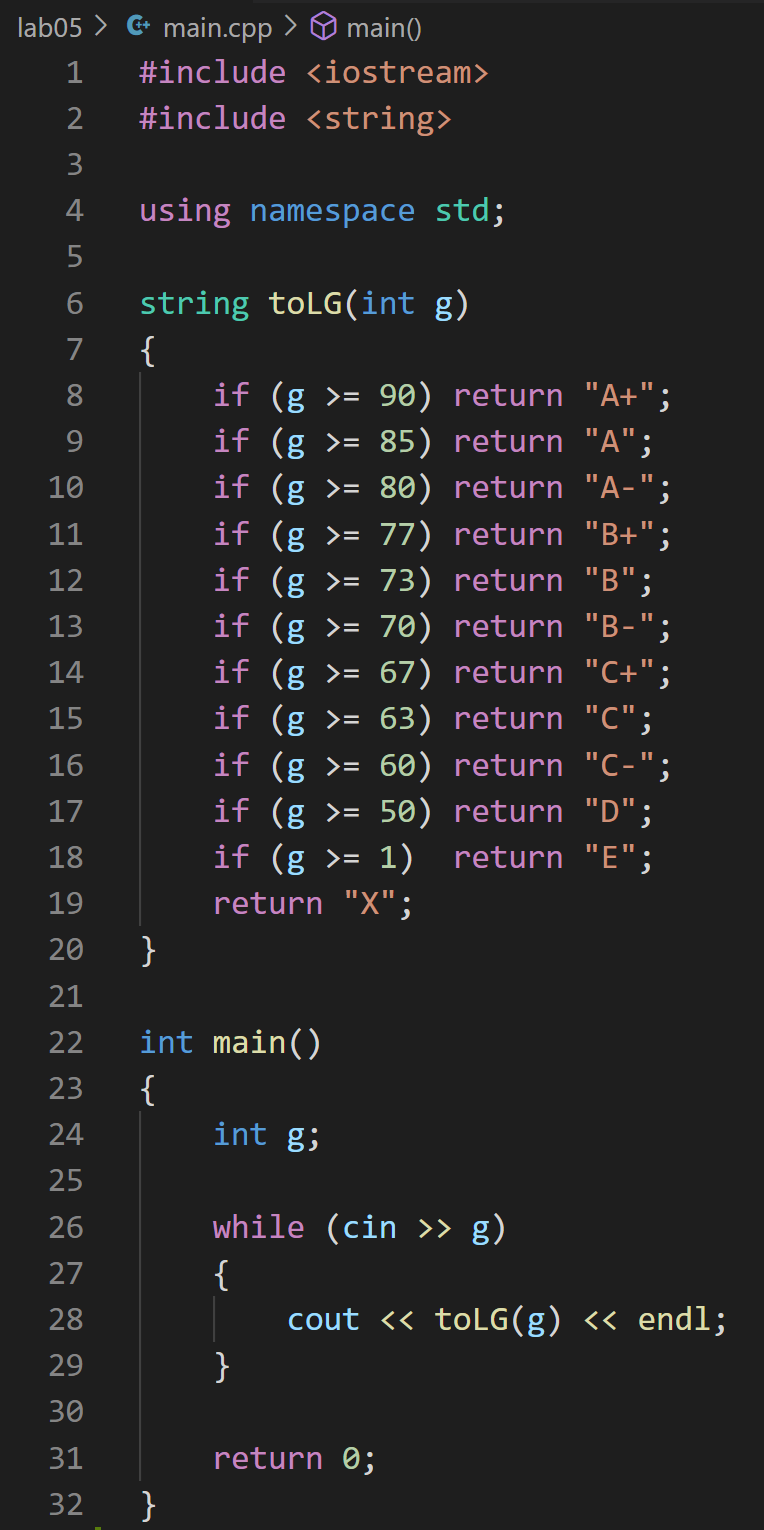 lab05 > main.cpp > main()
1 #include <iostream>
2 #include <string>
3
4 using namespace std;
5
6 string toLG(int g)
7 {
8     if (g >= 90) return "A+";
9     if (g >= 85) return "A";
10     if (g >= 80) return "A-";
11     if (g >= 77) return "B+";
12     if (g >= 73) return "B";
13     if (g >= 70) return "B-";
14     if (g >= 67) return "C+";
15     if (g >= 63) return "C";
16     if (g >= 60) return "C-";
17     if (g >= 50) return "D";
18     if (g >= 1)  return "E";
19     return "X";
20 }
21
22 int main()
23 {
24     int g;
25
26     while (cin >> g)
27     {
28         cout << toLG(g) << endl;
29     }
30
31     return 0;
32 }